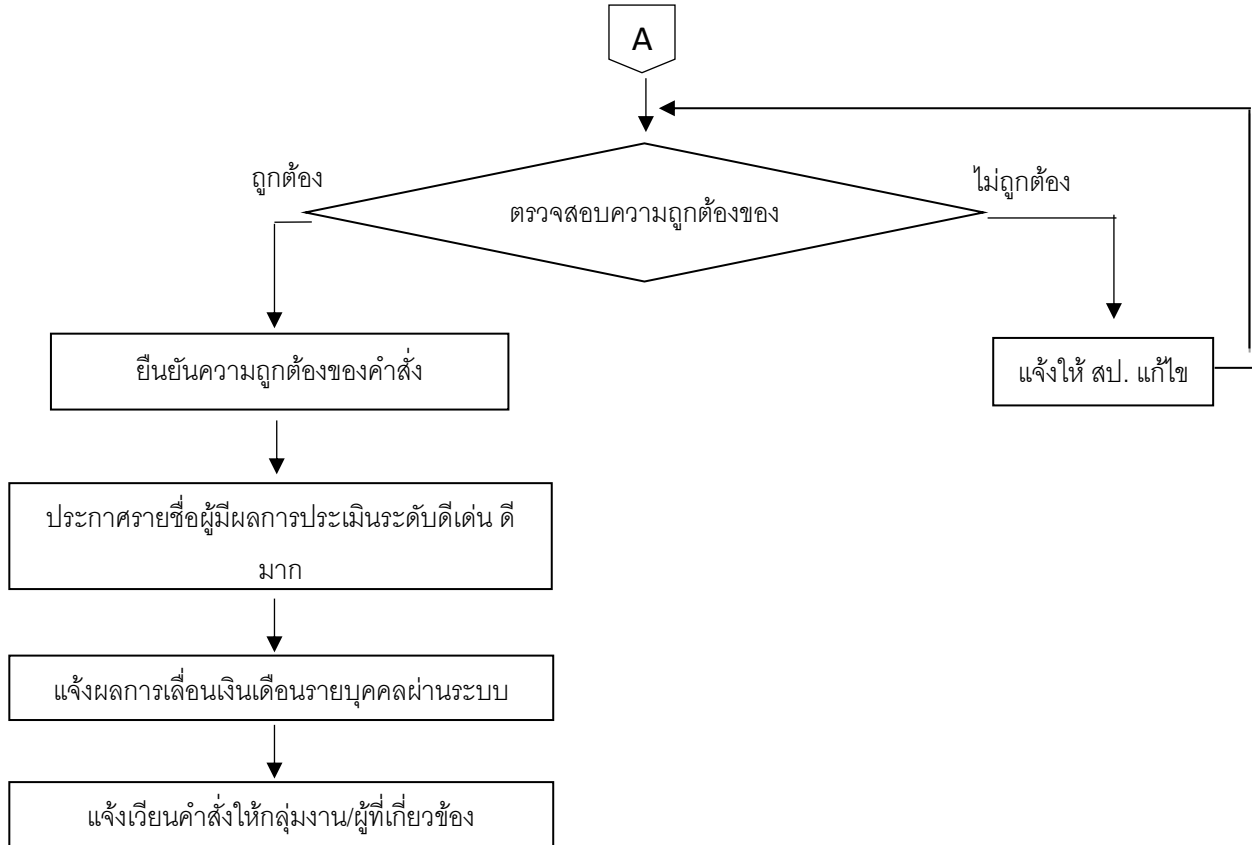 A
ถูกต้อง
ไม่ถูกต้อง
ตรวจสอบความถูกต้องของ
ยืนยันความถูกต้องของคำสั่ง
แจ้งให้ สป. แก้ไข
ประกาศรายชื่อผู้มีผลการประเมินระดับดีเด่น ดี
มาก
แจ้งผลการเลื่อนเงินเดือนรายบุคคลผ่านระบบ
แจ้งเวียนคำสั่งให้กลุ่มงาน/ผู้ที่เกี่ยวข้อง